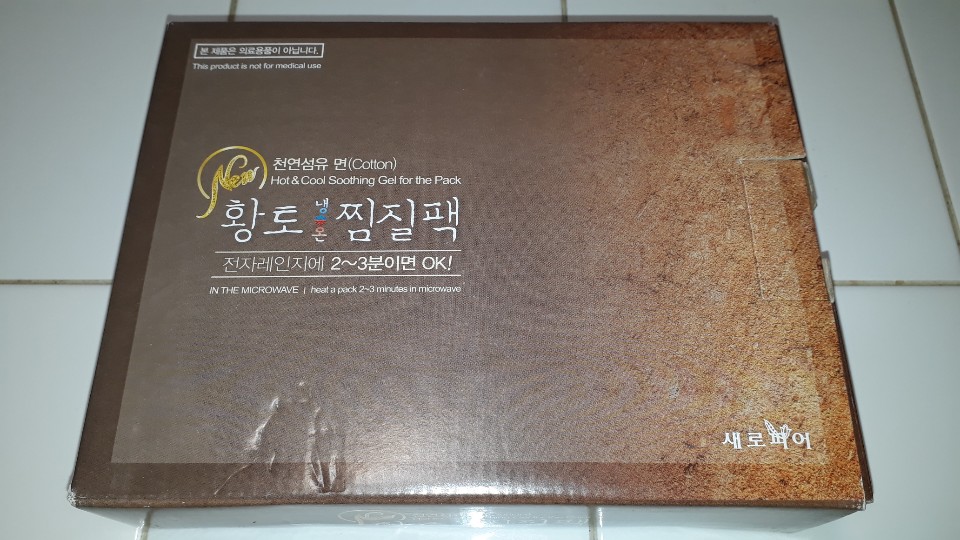 본 제품은 의료용품이 아닙니다.
This product is not for medical use
New
천연섬유 면(Cotton)
Hot & Cool Soothing Gel for the Pack
황토 냉온 찜질팩
전자레인지에 2~3분이면 OK!
IN THE MICROWAVE | heat a pack 2~3 minutes in microwave
새로피어